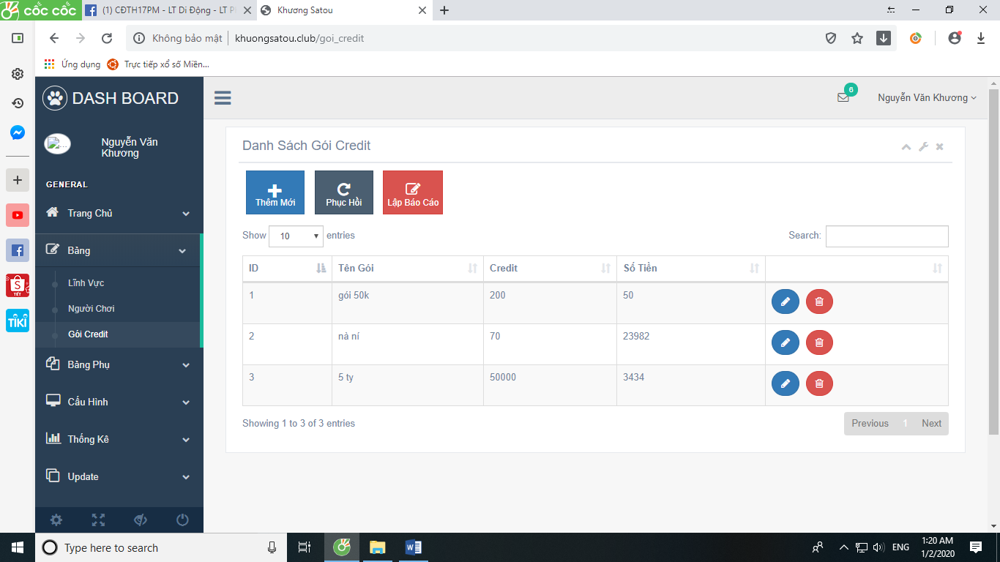 cốc cốc
(1) CĐTH17PM - LT Di Động - LT P
Khương Satou
Không bảo mật
khuongsatou.club/goi_credit
Ứng dụng
Trực tiếp xổ số Miền...
DASH BOARD
6
Nguyễn Văn Khương
Nguyễn Văn
Khương
GENERAL
Trang Chủ
Bảng
Lĩnh Vực
Người Chơi
Gói Credit
Bảng Phụ
Cấu Hình
Thống Kê
Update
Danh Sách Gói Credit
Thêm Mới
Phục Hồi
Lập Báo Cáo
Show 10 entries
Search:
ID Tên Gói Credit Số Tiền
1 gói 50k 200 50
2 nà ní 70 23982
3 5 ty 50000 3434
Showing 1 to 3 of 3 entries
Previous 1 Next
TẾT
TIKI
Type here to search
ENG
1:20 AM
1/2/2020